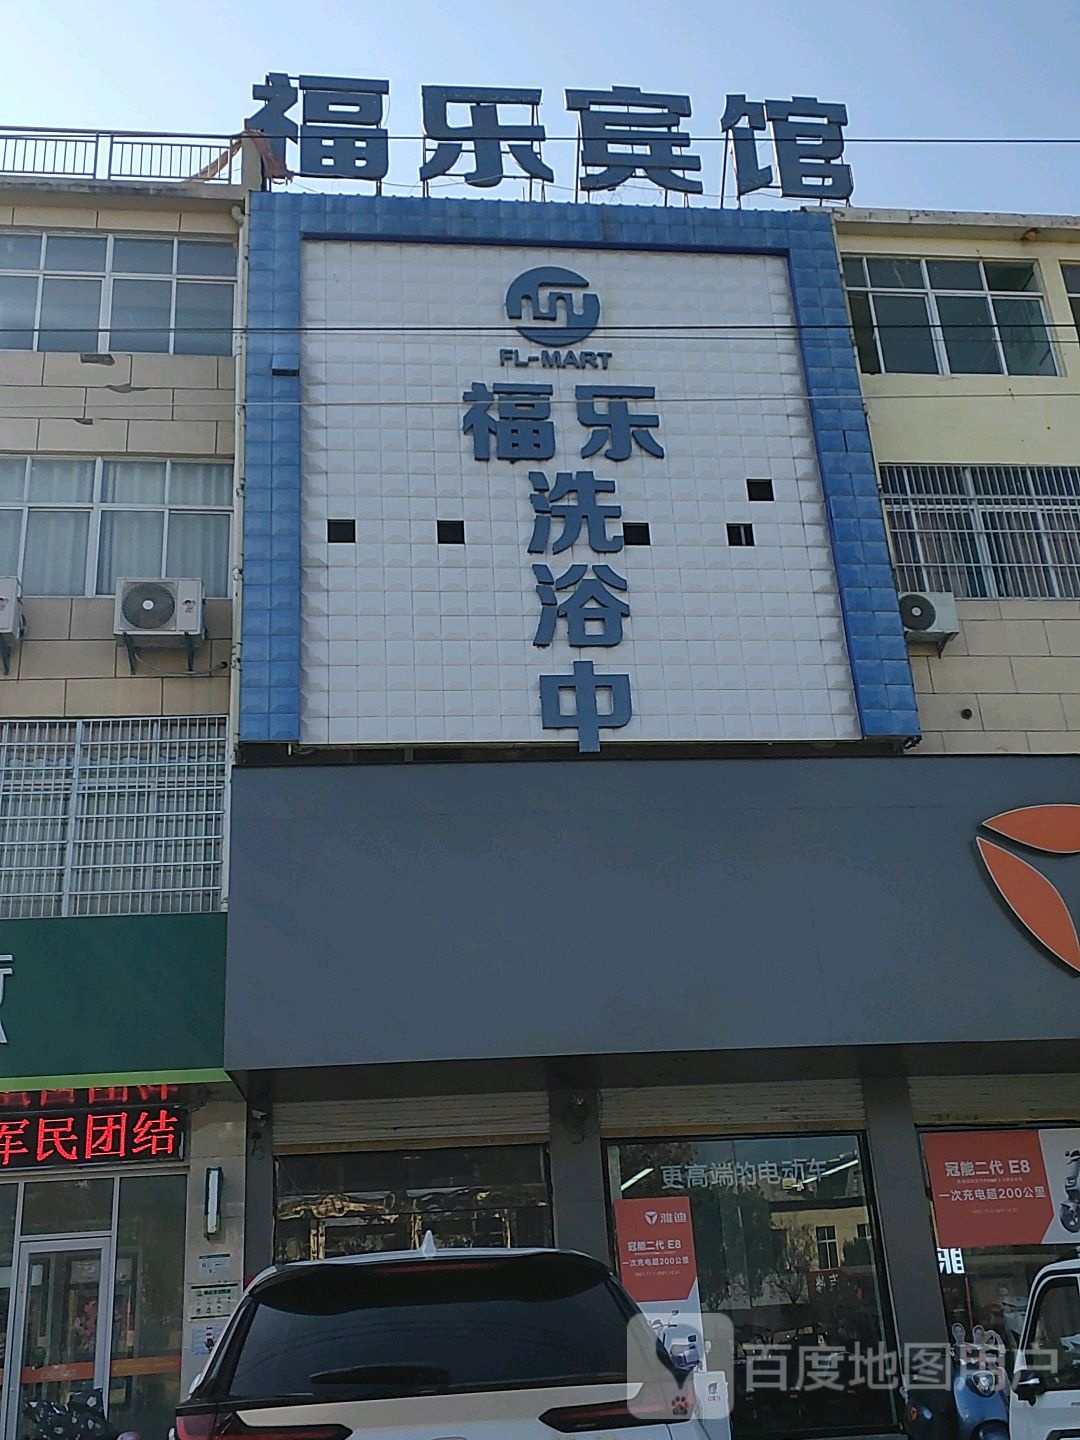 福乐宾馆
FL-MART
福乐
洗
浴
中
军民团结
更高端的电动车
雅迪
冠能二代 E8
一次充电超200公里
冠能二代 E8
一次充电超200公里
雅
百度地图用户